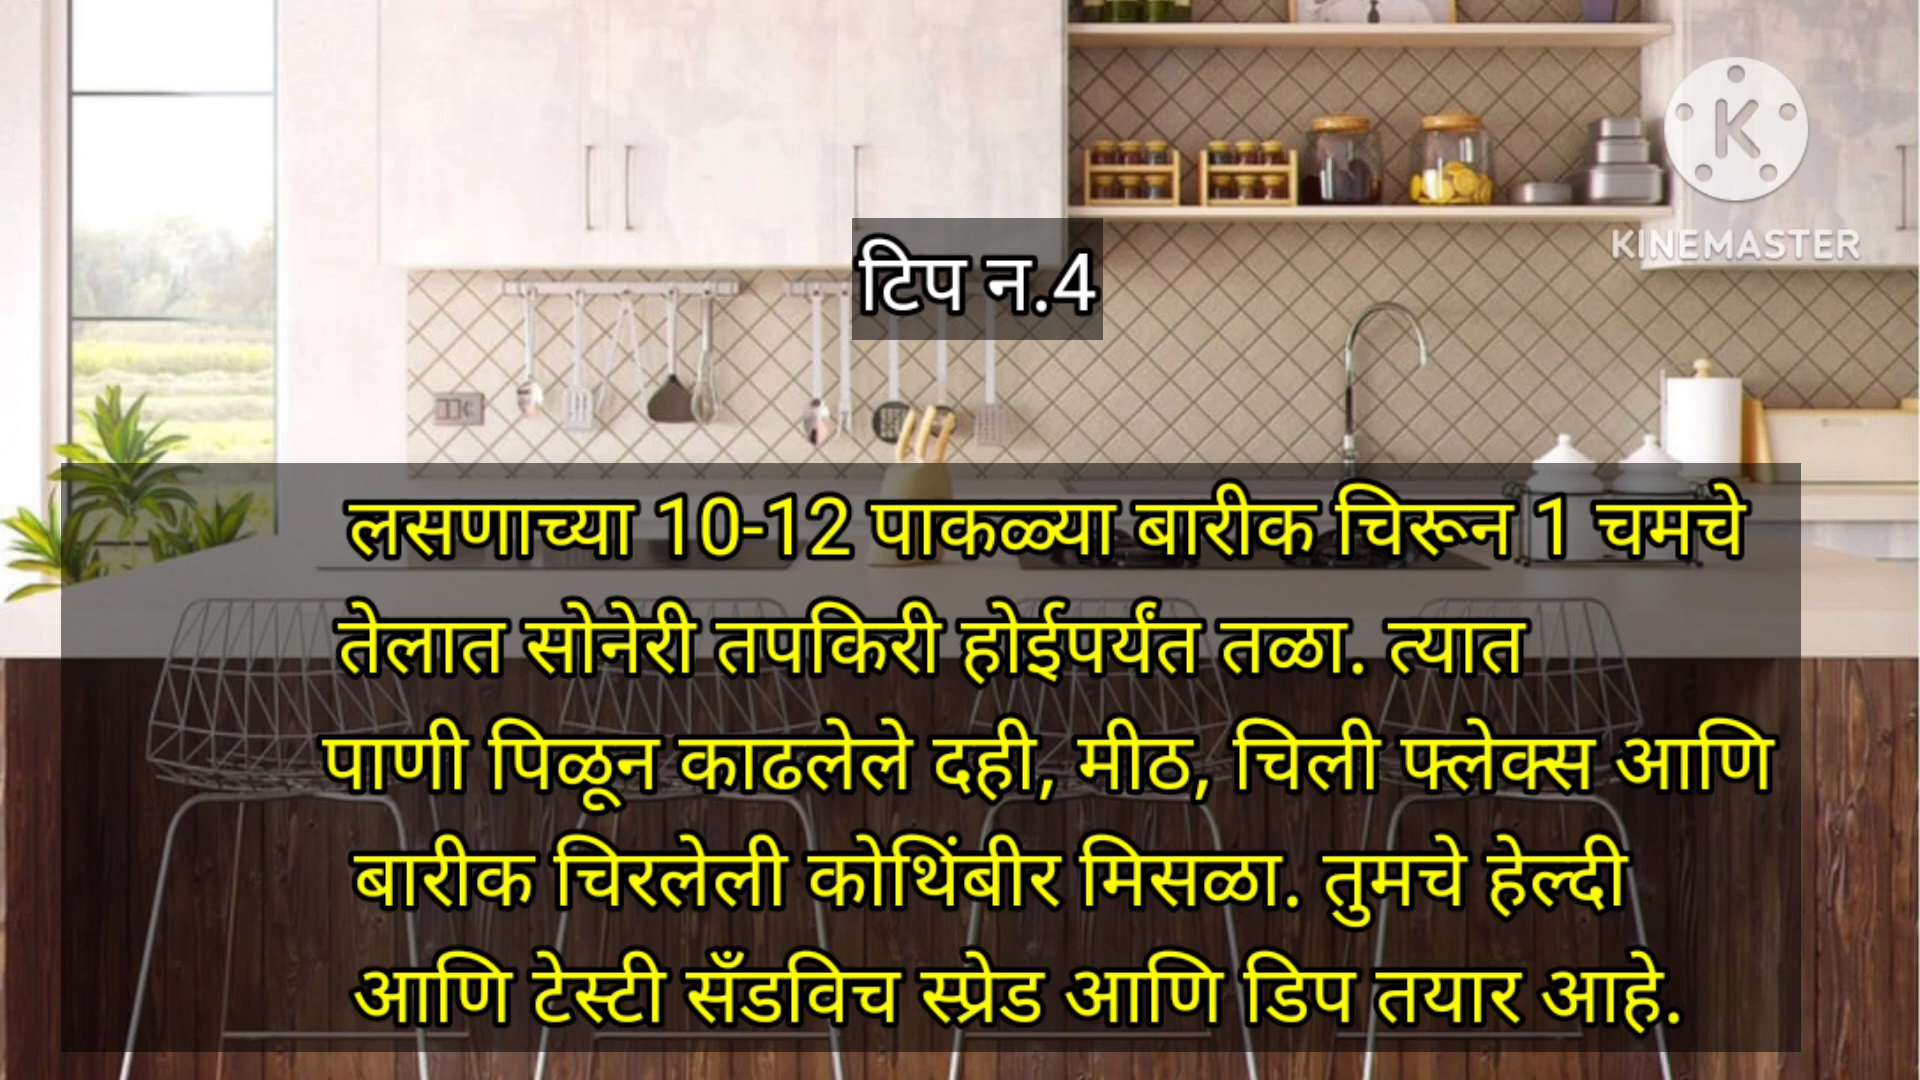 KINEMASTER
टिप न.4
लसणाच्या 10-12 पाकळ्या बारीक चिरून 1 चमचे
तेलात सोनेरी तपकिरी होईपर्यंत तळा. त्यात
पाणी पिळून काढलेले दही, मीठ, चिली फ्लेक्स आणि
बारीक चिरलेली कोथिंबीर मिसळा. तुमचे हेल्दी
आणि टेस्टी सँडविच स्प्रेड आणि डिप तयार आहे.